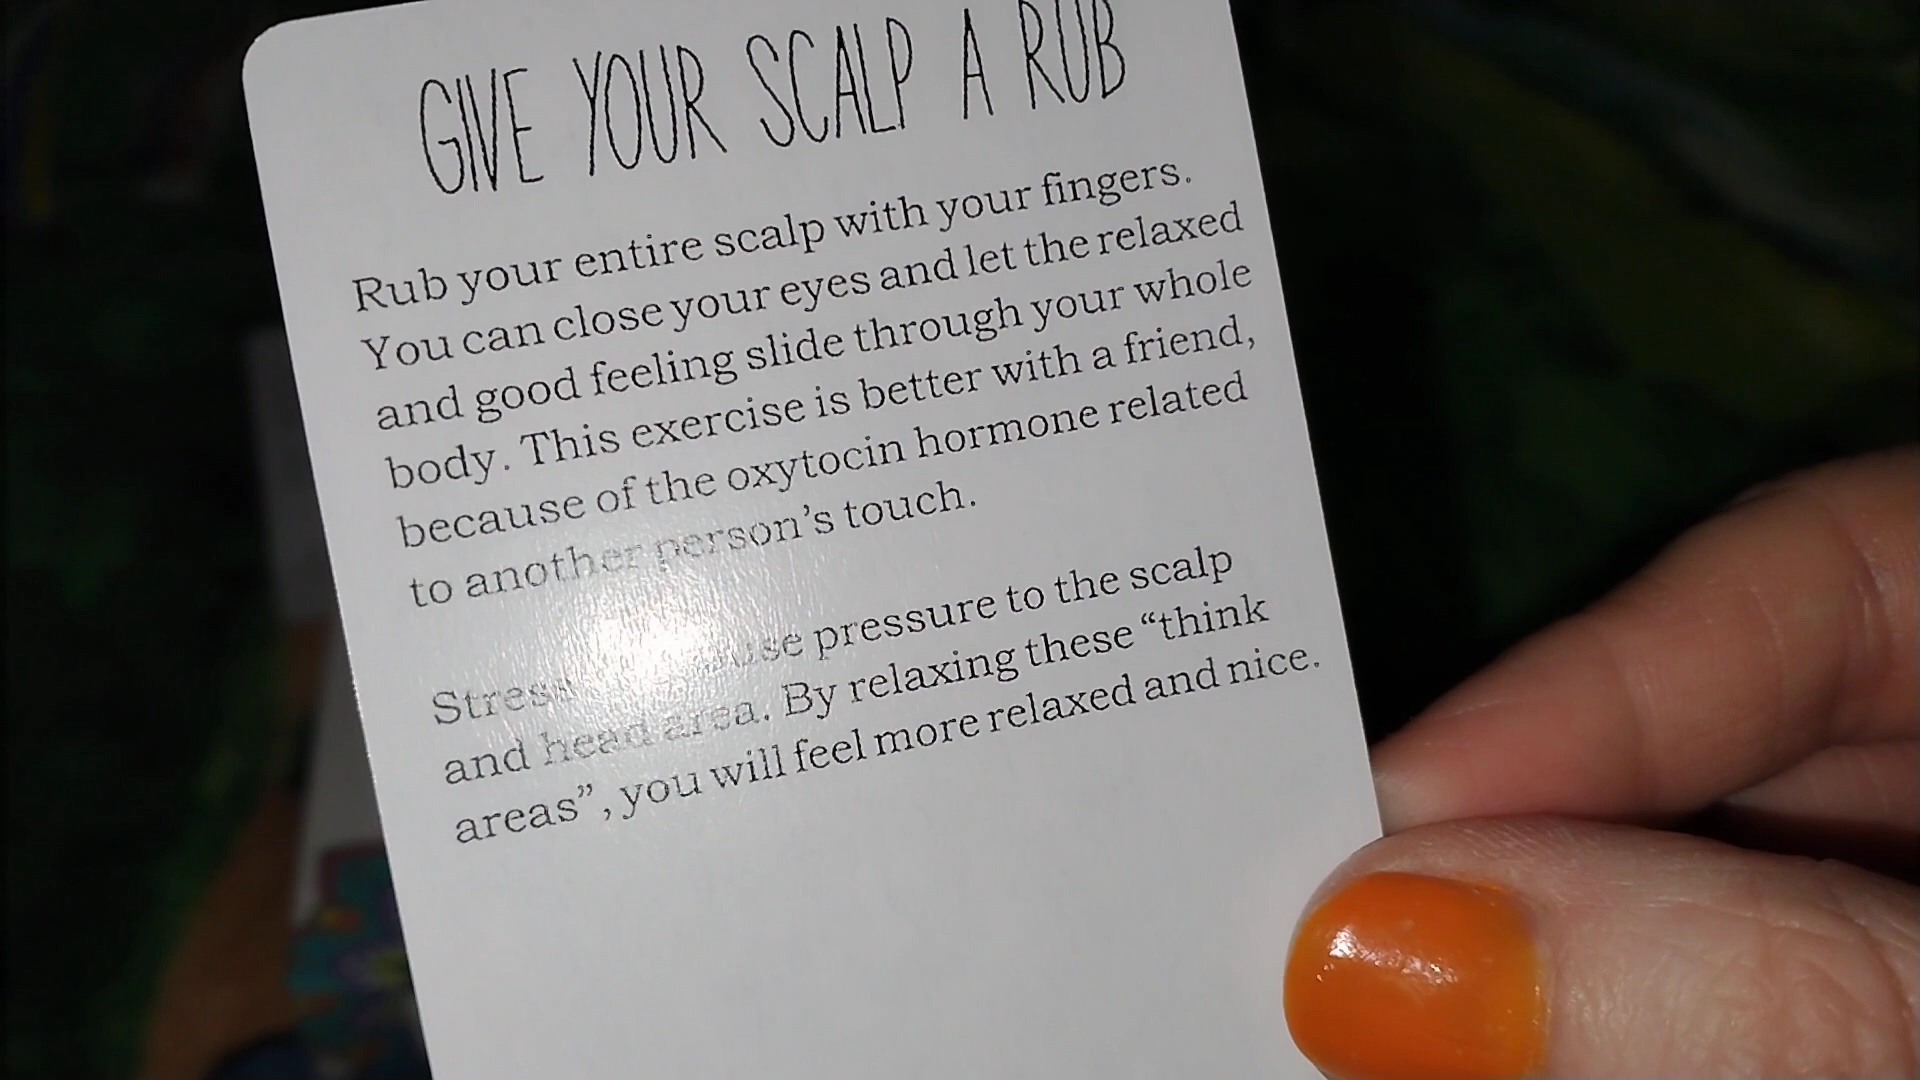 GIVE YOUR SCALP A RUB
Rub your entire scalp with your fingers.
You can close your eyes and let the relaxed
and good feeling slide through your whole
body. This exercise is better with a friend,
because of the oxytocin hormone related
to another person's touch.
Stress pressure to the scalp
and head area. By relaxing these “think
areas”, you will feel more relaxed and nice.